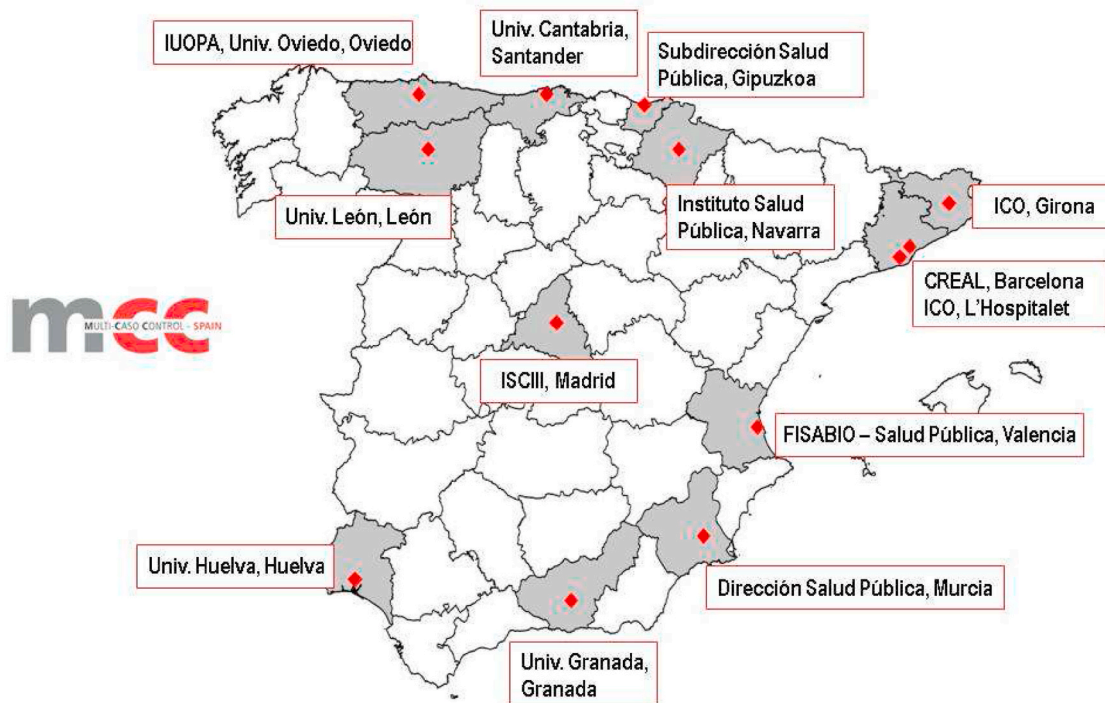 IUOPA, Univ. Oviedo, Oviedo
Univ. Cantabria,
Santander
Subdirección Salud
Pública, Gipuzkoa
Univ. León, León
Instituto Salud
Pública, Navarra
ICO, Girona
CREAL, Barcelona
ICO, L'Hospitalet
mcc
MULTI-CASO CONTROL - SPAIN
ISCIII, Madrid
FISABIO – Salud Pública, Valencia
Univ. Huelva, Huelva
Dirección Salud Pública, Murcia
Univ. Granada,
Granada